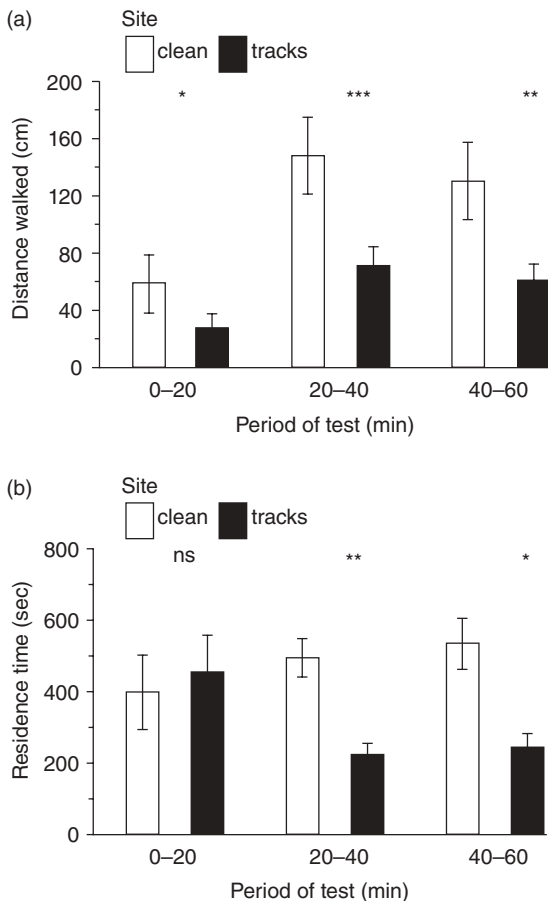 (a) Site
clean tracks
* *** **
200
160
120
80
40
0
Distance walked (cm)
0–20 20–40 40–60
Period of test (min)
(b) Site
clean tracks
ns ** *
800
600
400
200
0
Residence time (sec)
0–20 20–40 40–60
Period of test (min)